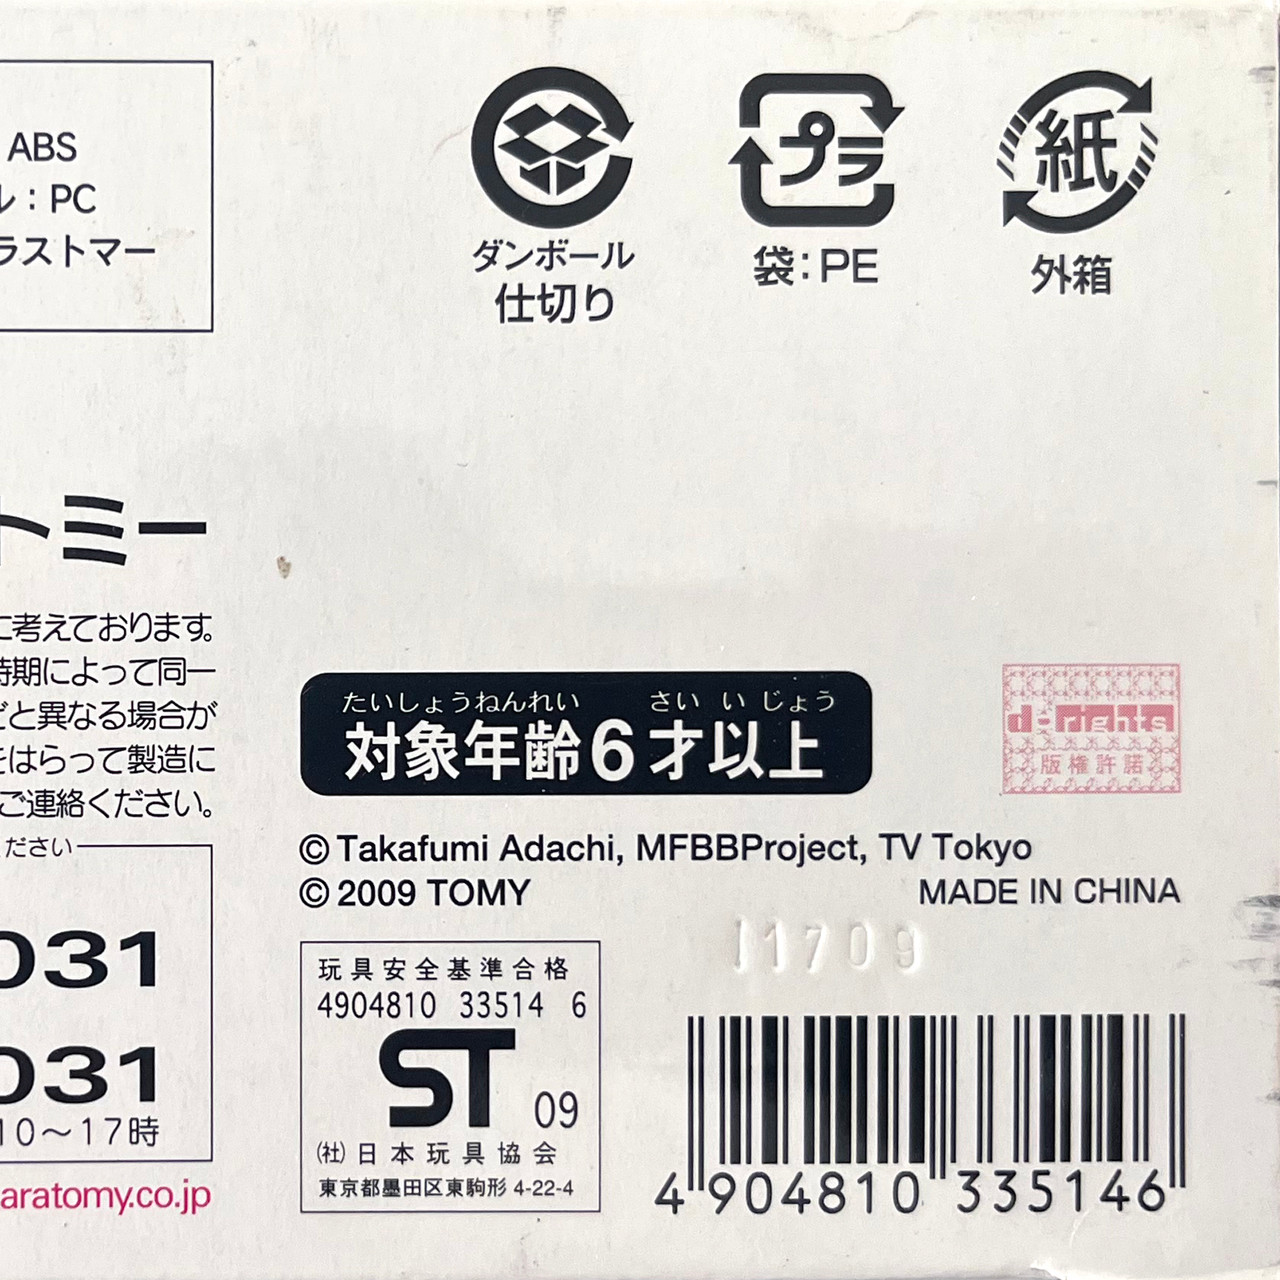 ABS
ル：PC
ラストマー
ダンボール
仕切り
プラ
袋：PE
紙
外箱
トミー
に考えております。
時期によって同一
どと異なる場合が
をはらって製造に
ご連絡ください。
ださい
031
031
10～17時
aratomy.co.jp
たいしょうねんれい さい いじょう
対象年齢6才以上
d-rights
版権許諾
© Takafumi Adachi, MFBBProject, TV Tokyo
© 2009 TOMY
MADE IN CHINA
11709
玩具安全基準合格
4904810 33514 6
ST 09
(社)日本玩具協会
東京都墨田区東駒形 4-22-4
4 904810 335146